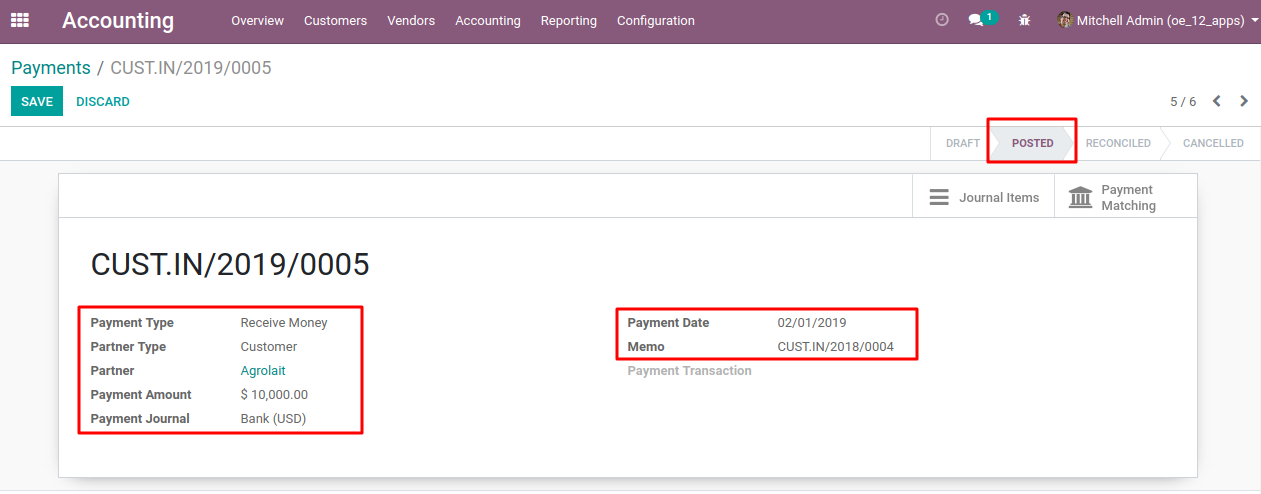 Accounting Overview Customers Vendors Accounting Reporting Configuration 1 Mitchell Admin (oe_12_apps)
Payments / CUST.IN/2019/0005
SAVE DISCARD 5 / 6
DRAFT POSTED RECONCILED CANCELLED
Journal Items Payment
Matching
CUST.IN/2019/0005
Payment Type Receive Money Payment Date 02/01/2019
Partner Type Customer Memo CUST.IN/2018/0004
Partner Agrolait Payment Transaction
Payment Amount $ 10,000.00
Payment Journal Bank (USD)